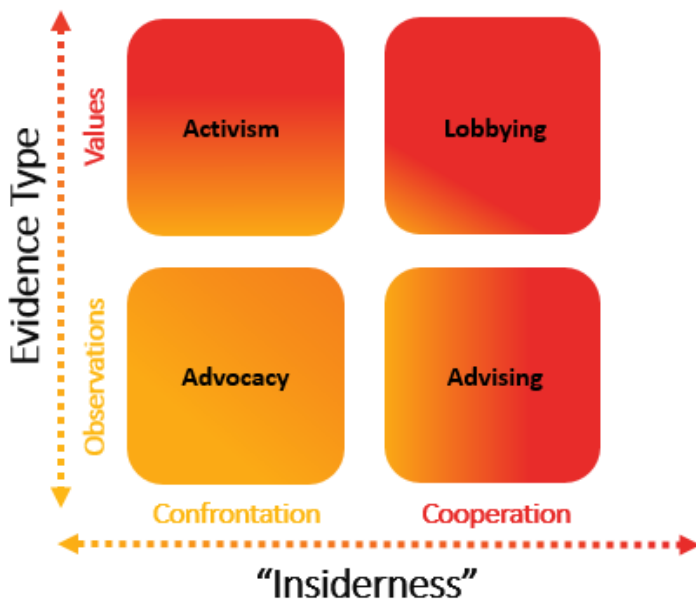 Evidence Type
Values
Observations
Activism
Lobbying
Advocacy
Advising
Confrontation
Cooperation
“Insiderness”